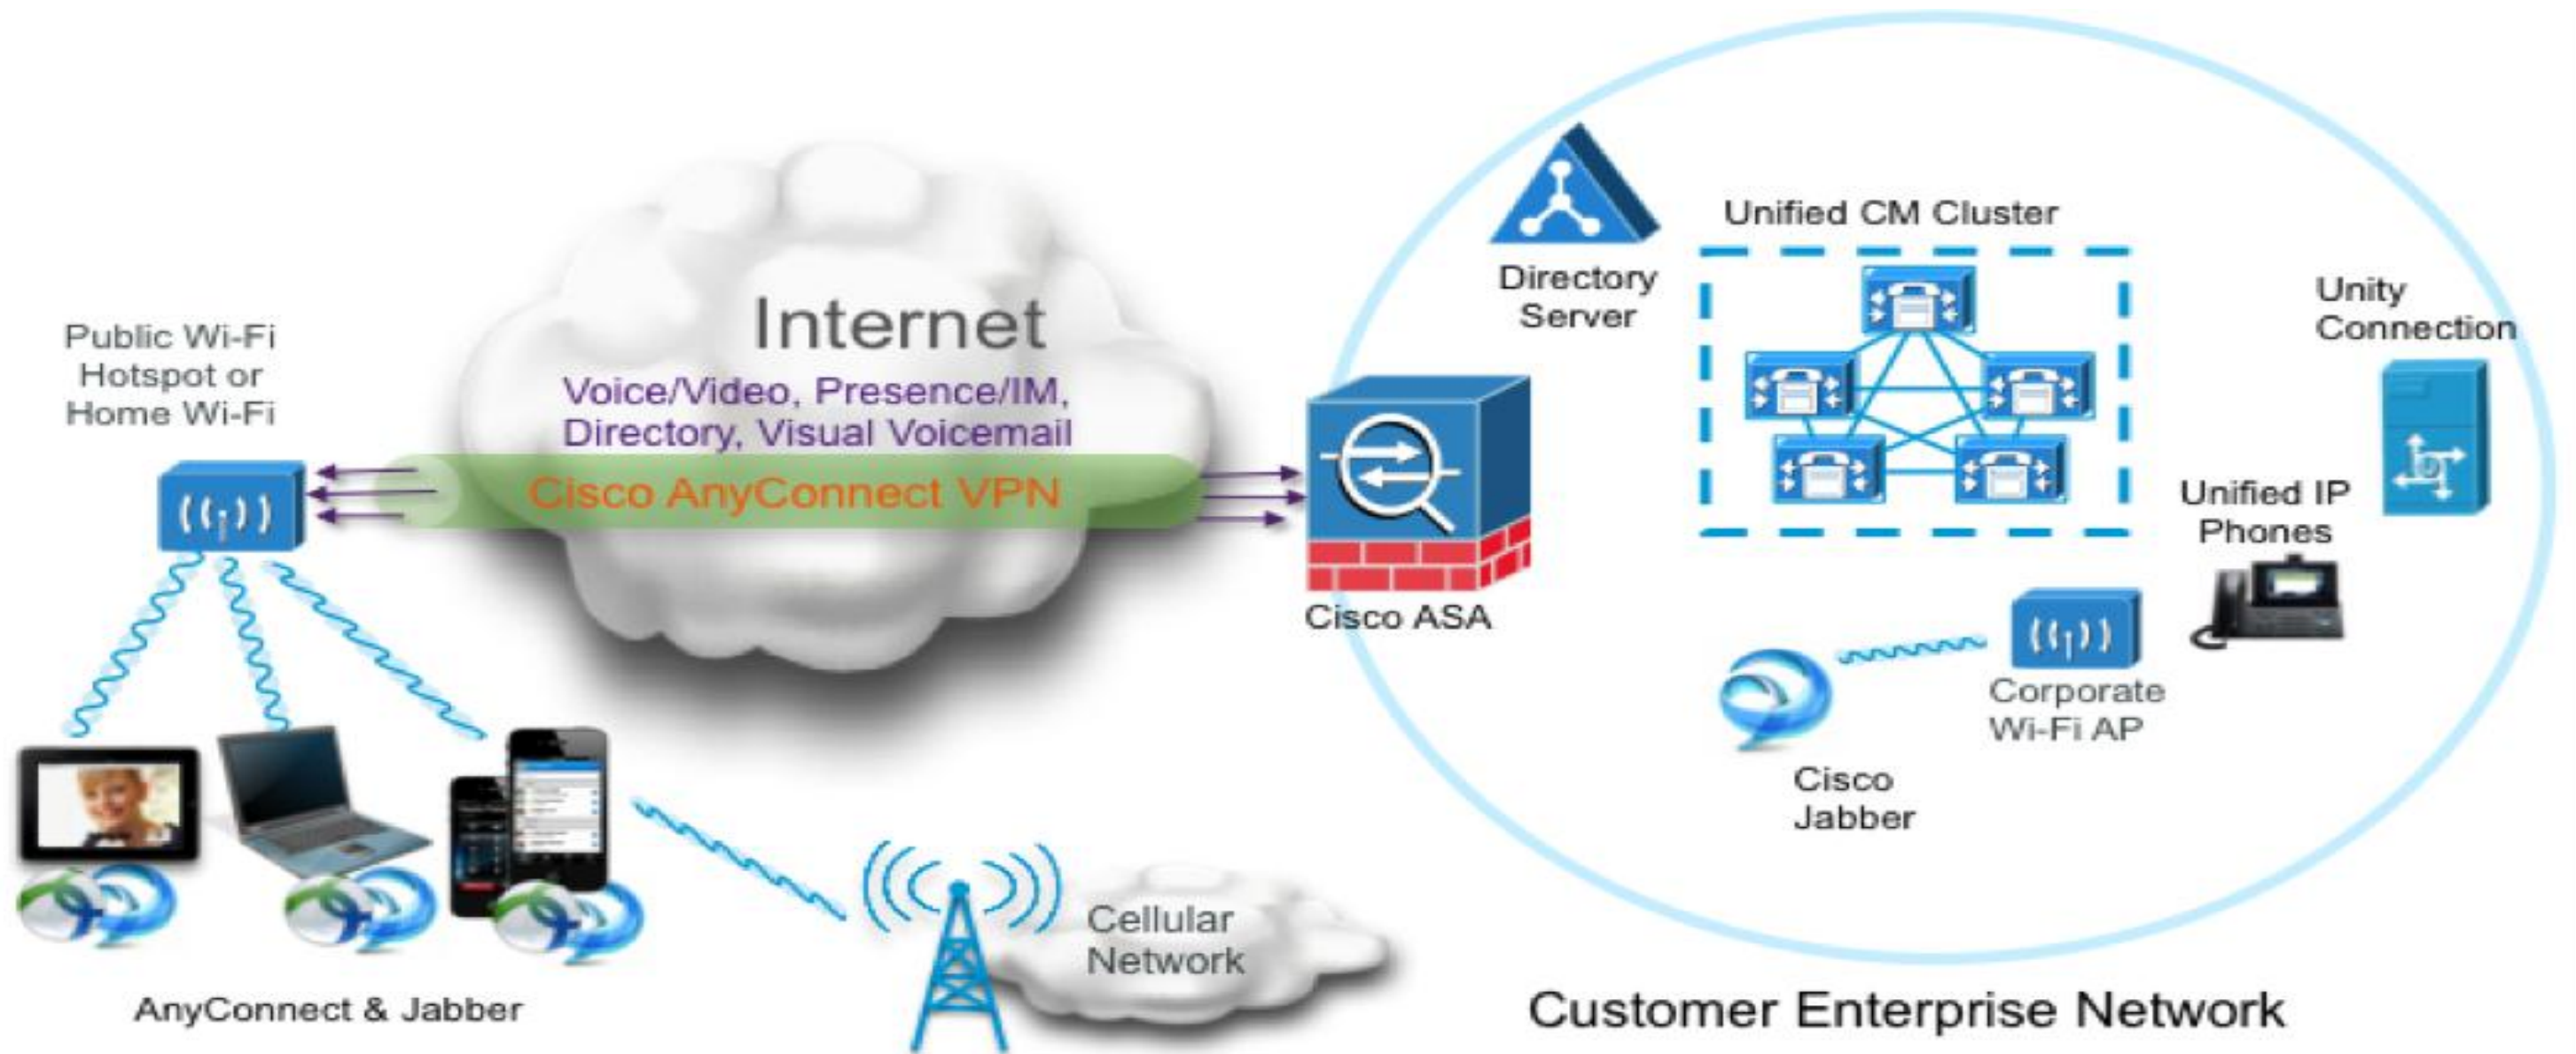 Public Wi-Fi
Hotspot or
Home Wi-Fi
Internet
Voice/Video, Presence/IM,
Directory, Visual Voicemail
Cisco AnyConnect VPN
AnyConnect & Jabber
Cellular
Network
Cisco ASA
Directory
Server
Unified CM Cluster
Unity
Connection
Unified IP
Phones
Corporate
Wi-Fi AP
Cisco
Jabber
Customer Enterprise Network